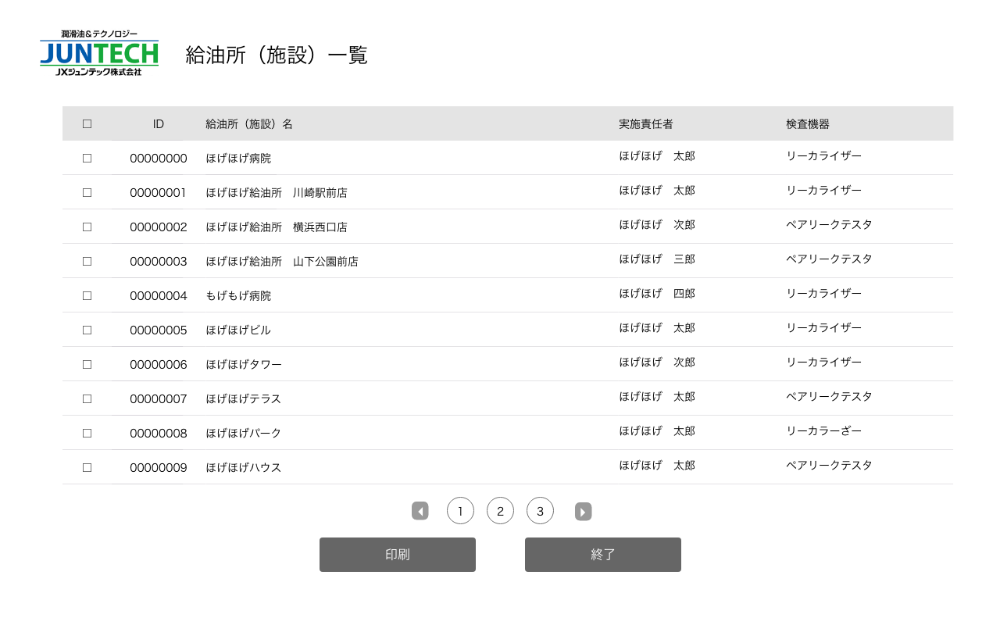 潤滑油&テクノロジー
JUNTECH
JXジュンテック株式会社
給油所（施設）一覧
ID 給油所（施設）名 実施責任者 検査機器
00000000 ほげほげ病院 ほげほげ　太郎 リーカライザー
00000001 ほげほげ給油所　川崎駅前店 ほげほげ　太郎 リーカライザー
00000002 ほげほげ給油所　横浜西口店 ほげほげ　次郎 ペアリークテスタ
00000003 ほげほげ給油所　山下公園前店 ほげほげ　三郎 ペアリークテスタ
00000004 もげもげ病院 ほげほげ　四郎 リーカライザー
00000005 ほげほげビル ほげほげ　太郎 リーカライザー
00000006 ほげほげタワー ほげほげ　次郎 リーカライザー
00000007 ほげほげテラス ほげほげ　太郎 ペアリークテスタ
00000008 ほげほげパーク ほげほげ　太郎 リーカラーざー
00000009 ほげほげハウス ほげほげ　太郎 ペアリークテスタ
1 2 3
印刷 終了